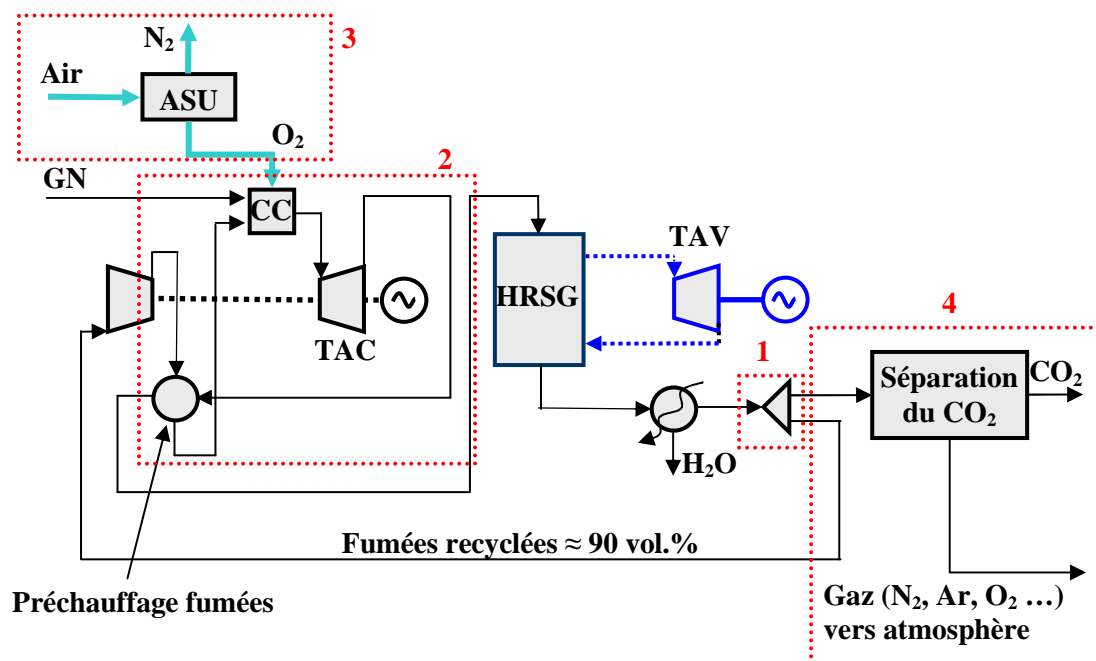 N₂
3
Air
ASU
O₂
2
GN
CC
TAC
TAV
HRSG
4
1
Séparation
du CO₂
CO₂
H₂O
Fumées recyclées ≈ 90 vol.%
Préchauffage fumées
Gaz (N₂, Ar, O₂ …)
vers atmosphère